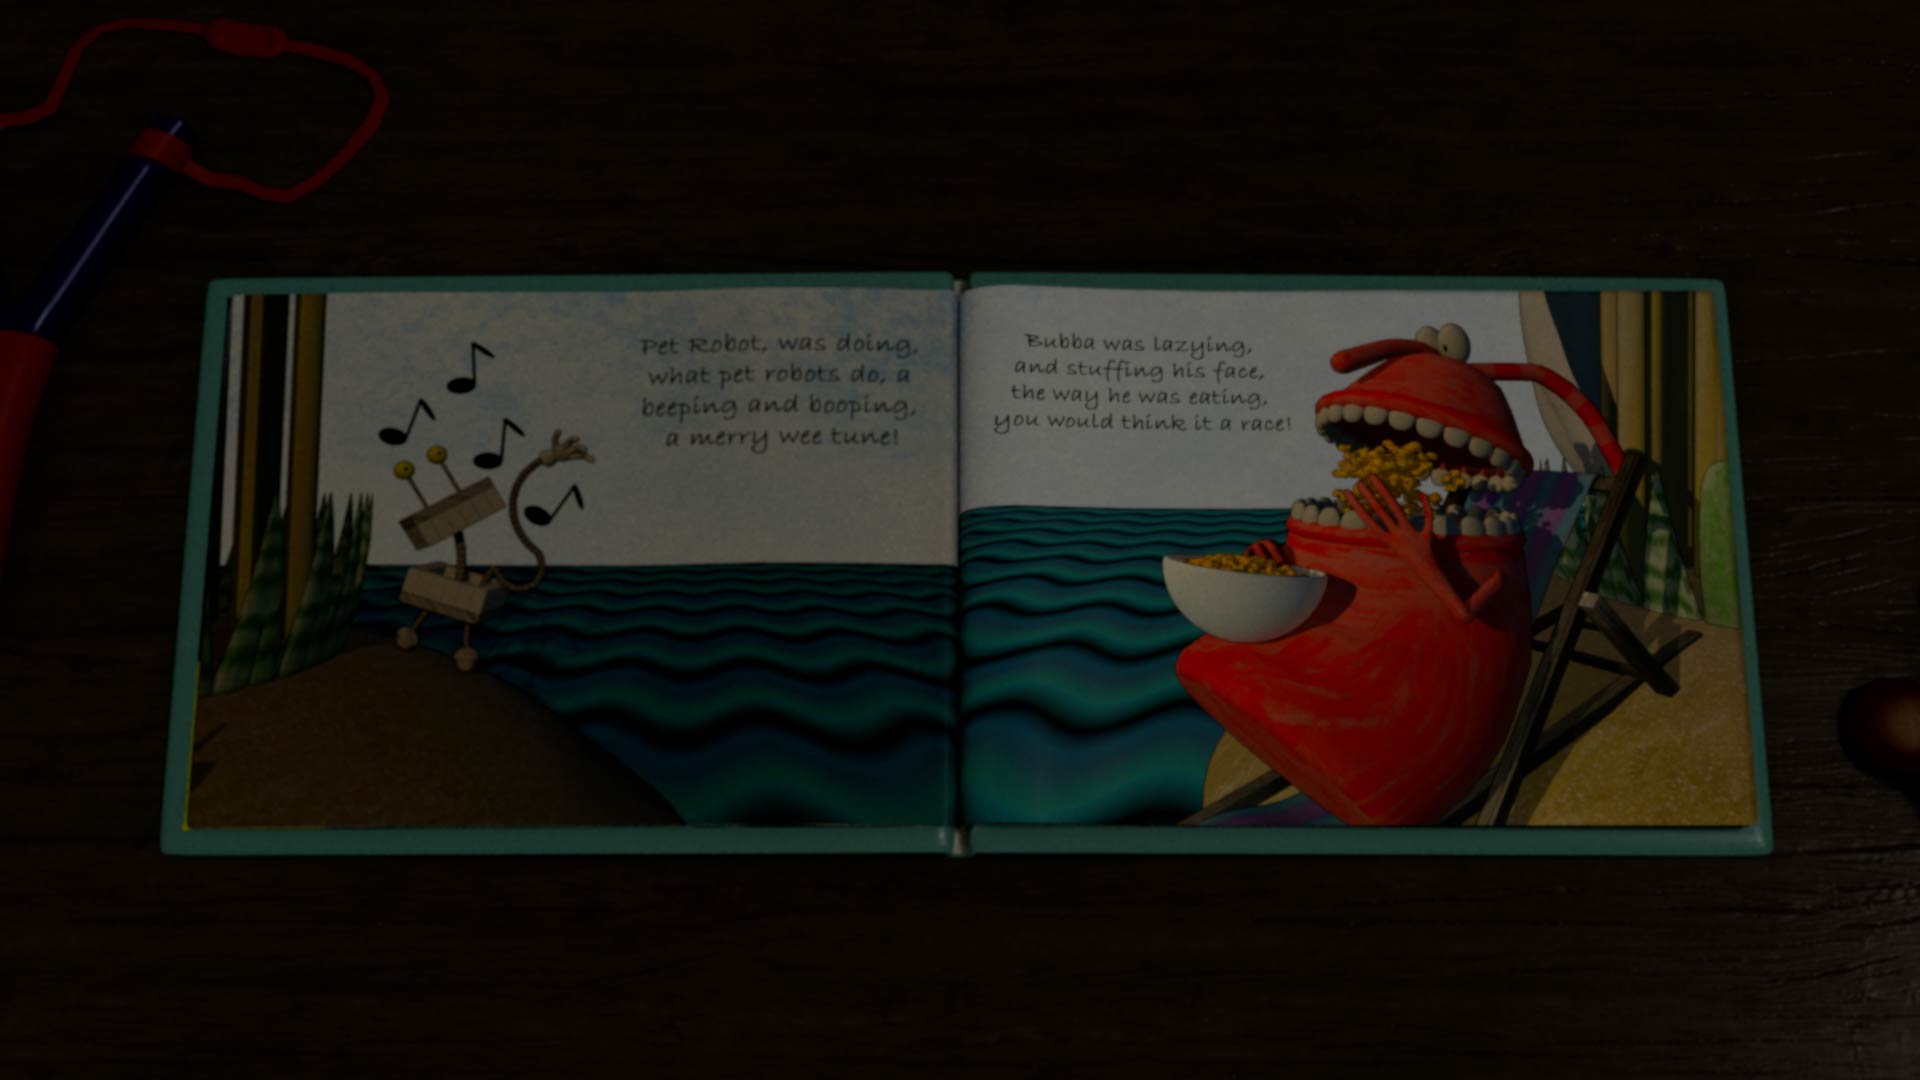 Pet Robot, was doing,
what pet robots do, a
beeping and booping,
a merry wee tune!
Bubba was lazying,
and stuffing his face,
the way he was eating,
you would think it a race!